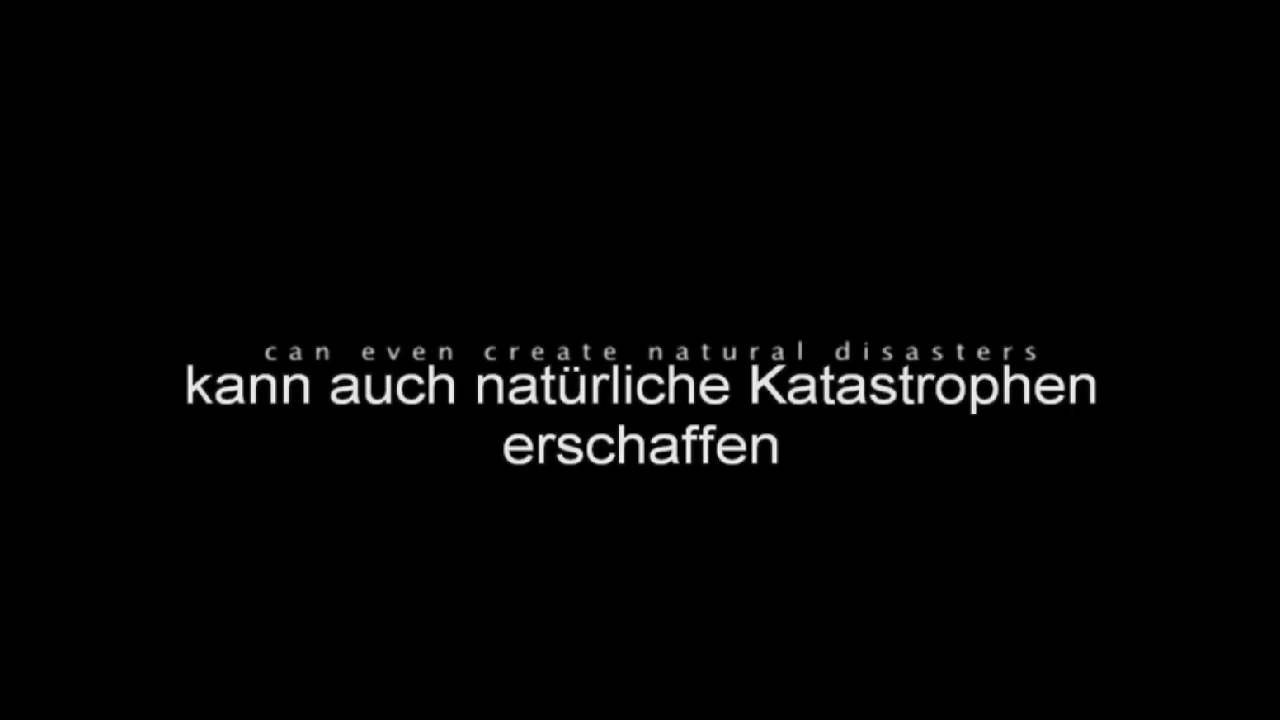 can even create natural disasters
kann auch natürliche Katastrophen
erschaffen